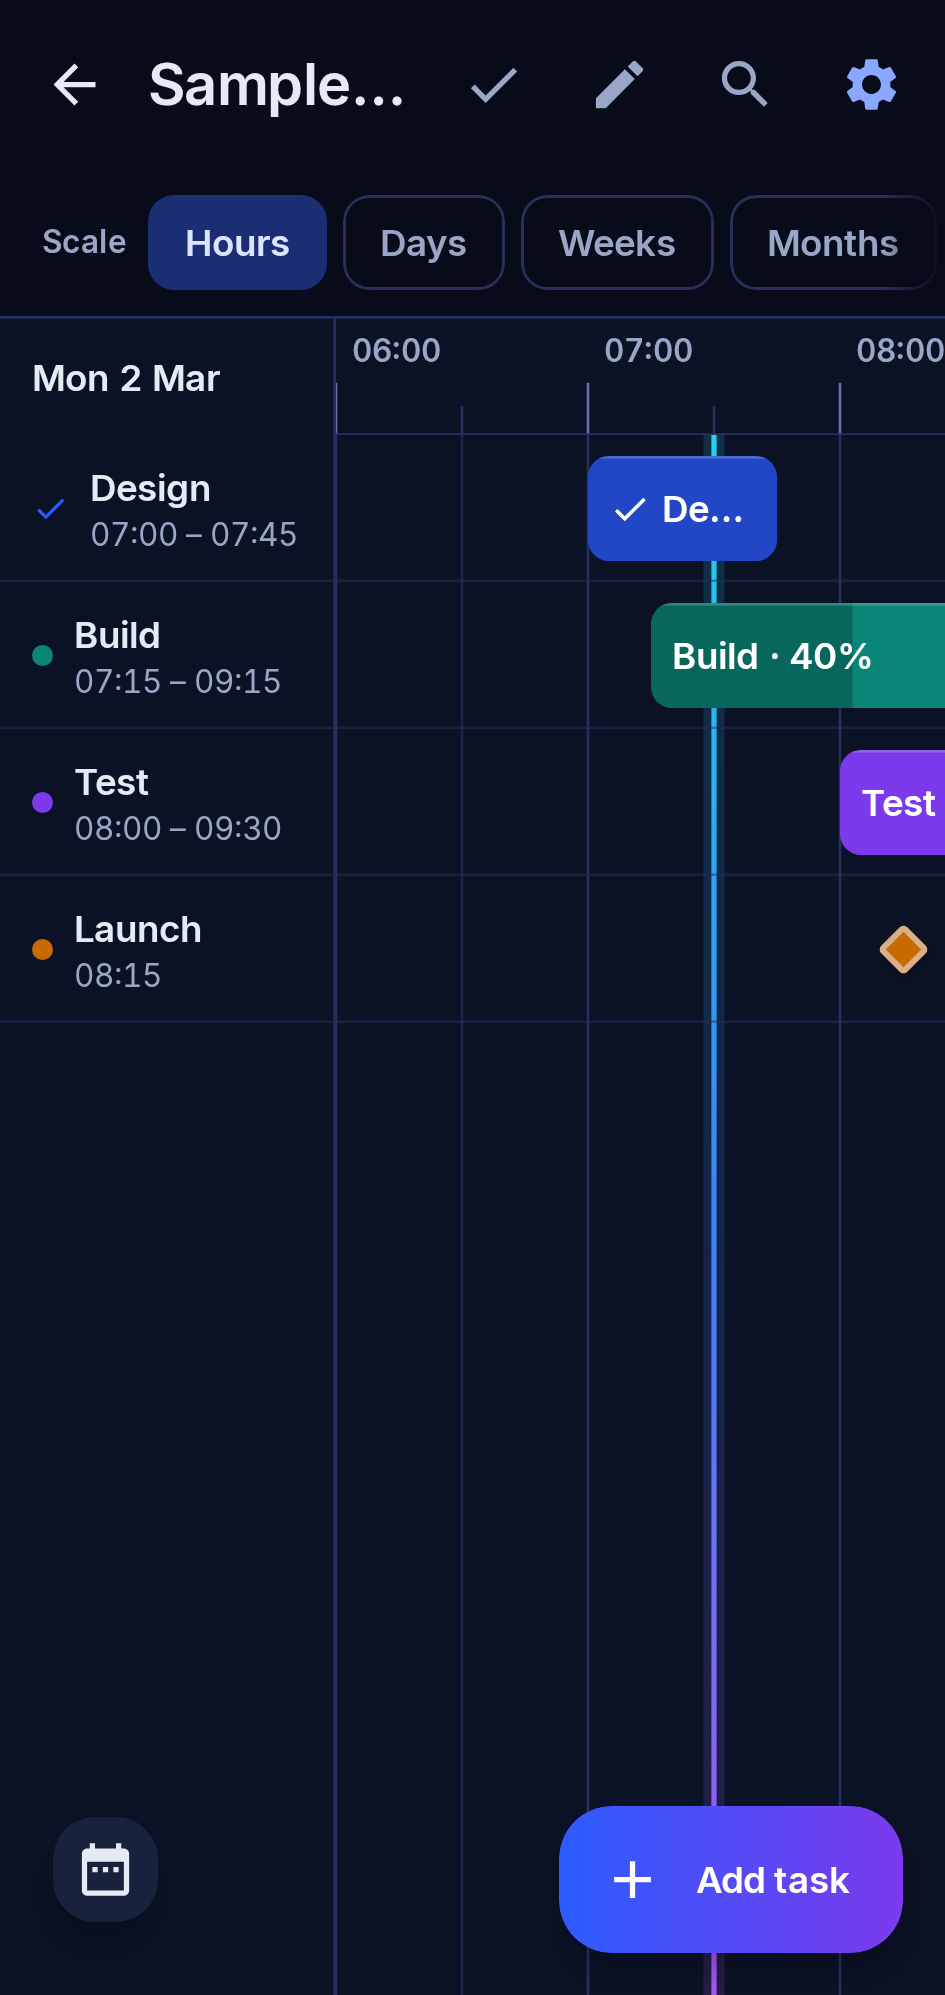 Sample...
Scale Hours Days Weeks Months
Mon 2 Mar
06:00 07:00 08:00
Design
07:00 – 07:45
De...
Build
07:15 – 09:15
Build · 40%
Test
08:00 – 09:30
Test
Launch
08:15
Add task